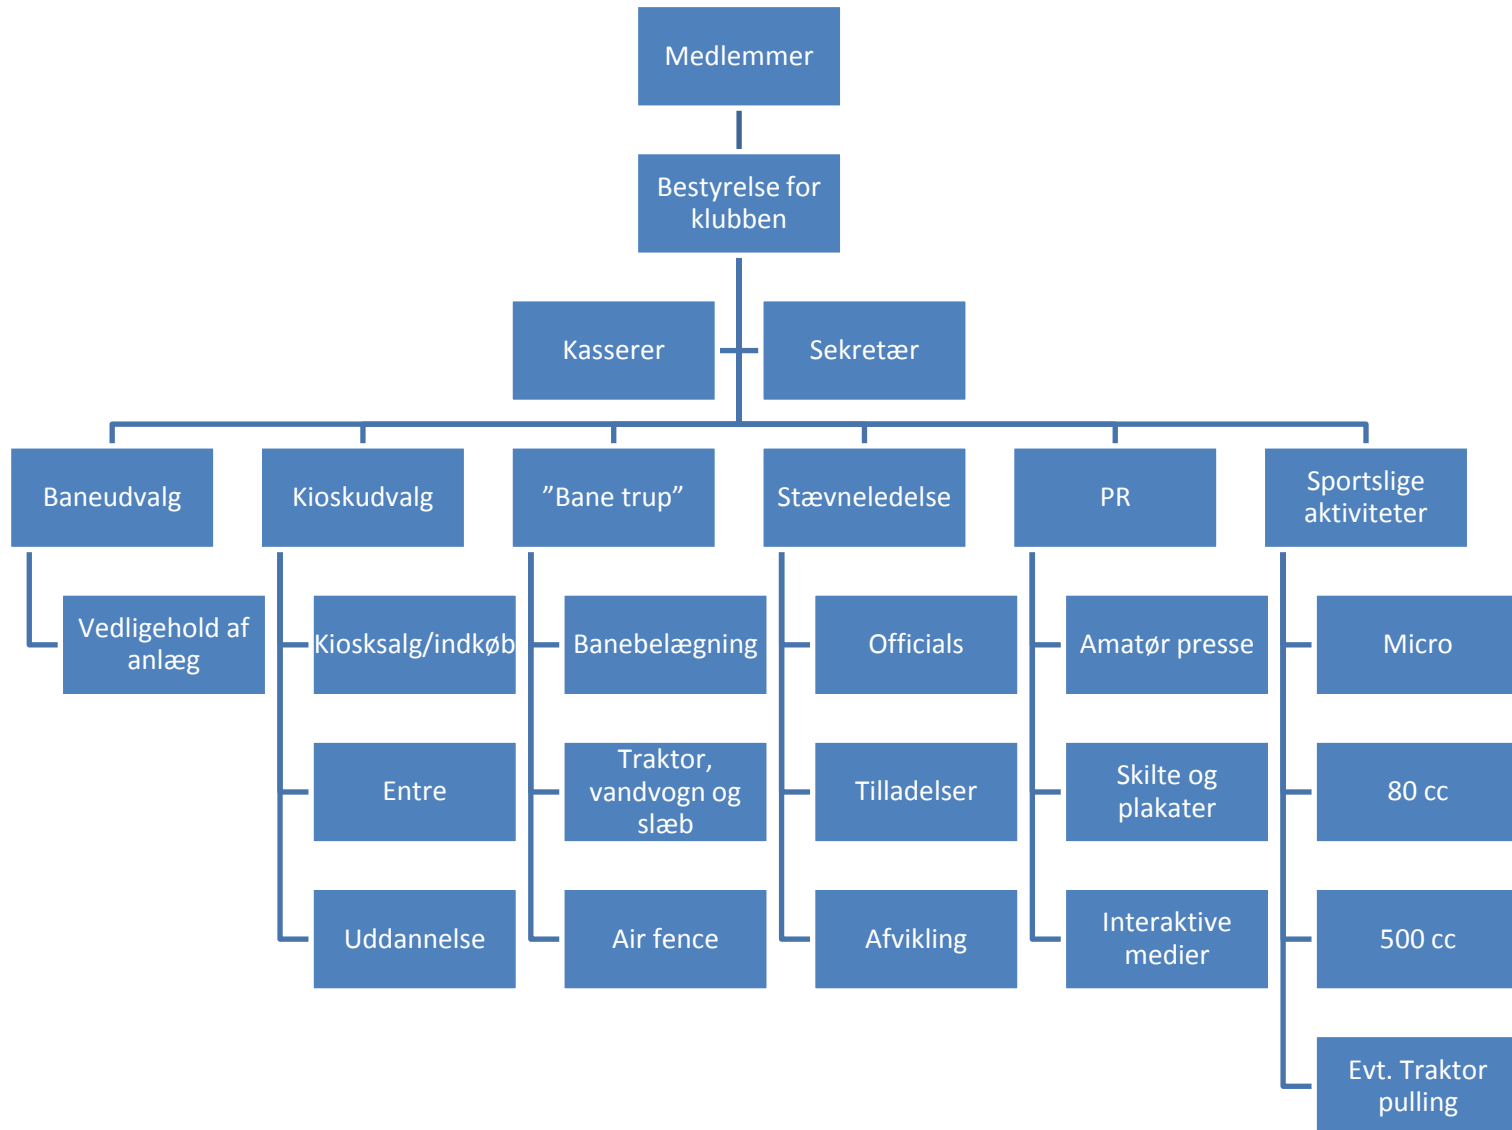 Medlemmer
Bestyrelse for
klubben
Kasserer
Sekretær
Baneudvalg
Kioskudvalg
”Bane trup”
Stævneledelse
PR
Sportslige
aktiviteter
Vedligehold af
anlæg
Kiosksalg/indkøb
Banebelægning
Officials
Amatør presse
Micro
Entre
Traktor,
vandvogn og
slæb
Tilladelser
Skilte og
plakater
80 cc
Uddannelse
Air fence
Afvikling
Interaktive
medier
500 cc
Evt. Traktor
pulling